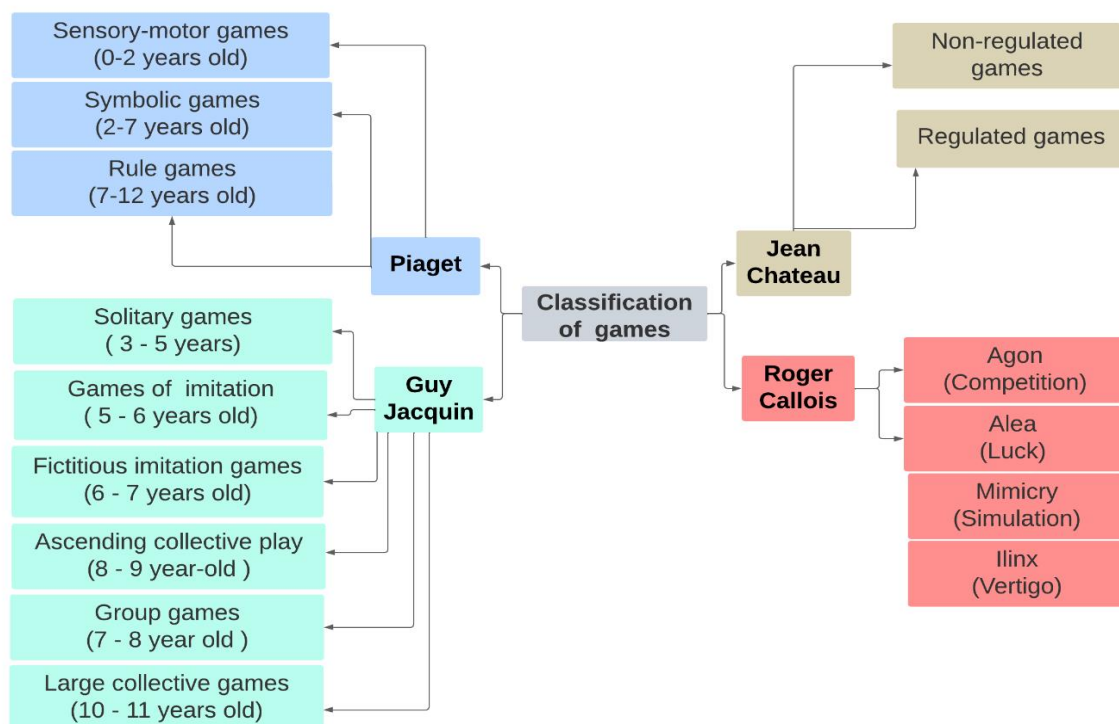 Sensory-motor games
(0-2 years old)
Symbolic games
(2-7 years old)
Rule games
(7-12 years old)
Piaget
Solitary games
( 3 - 5 years)
Games of imitation
( 5 - 6 years old)
Fictitious imitation games
(6 - 7 years old)
Ascending collective play
(8 - 9 year-old )
Group games
(7 - 8 year old )
Large collective games
(10 - 11 years old)
Guy
Jacquin
Classification
of games
Non-regulated
games
Regulated games
Jean
Chateau
Roger
Callois
Agon
(Competition)
Alea
(Luck)
Mimicry
(Simulation)
Ilinx
(Vertigo)